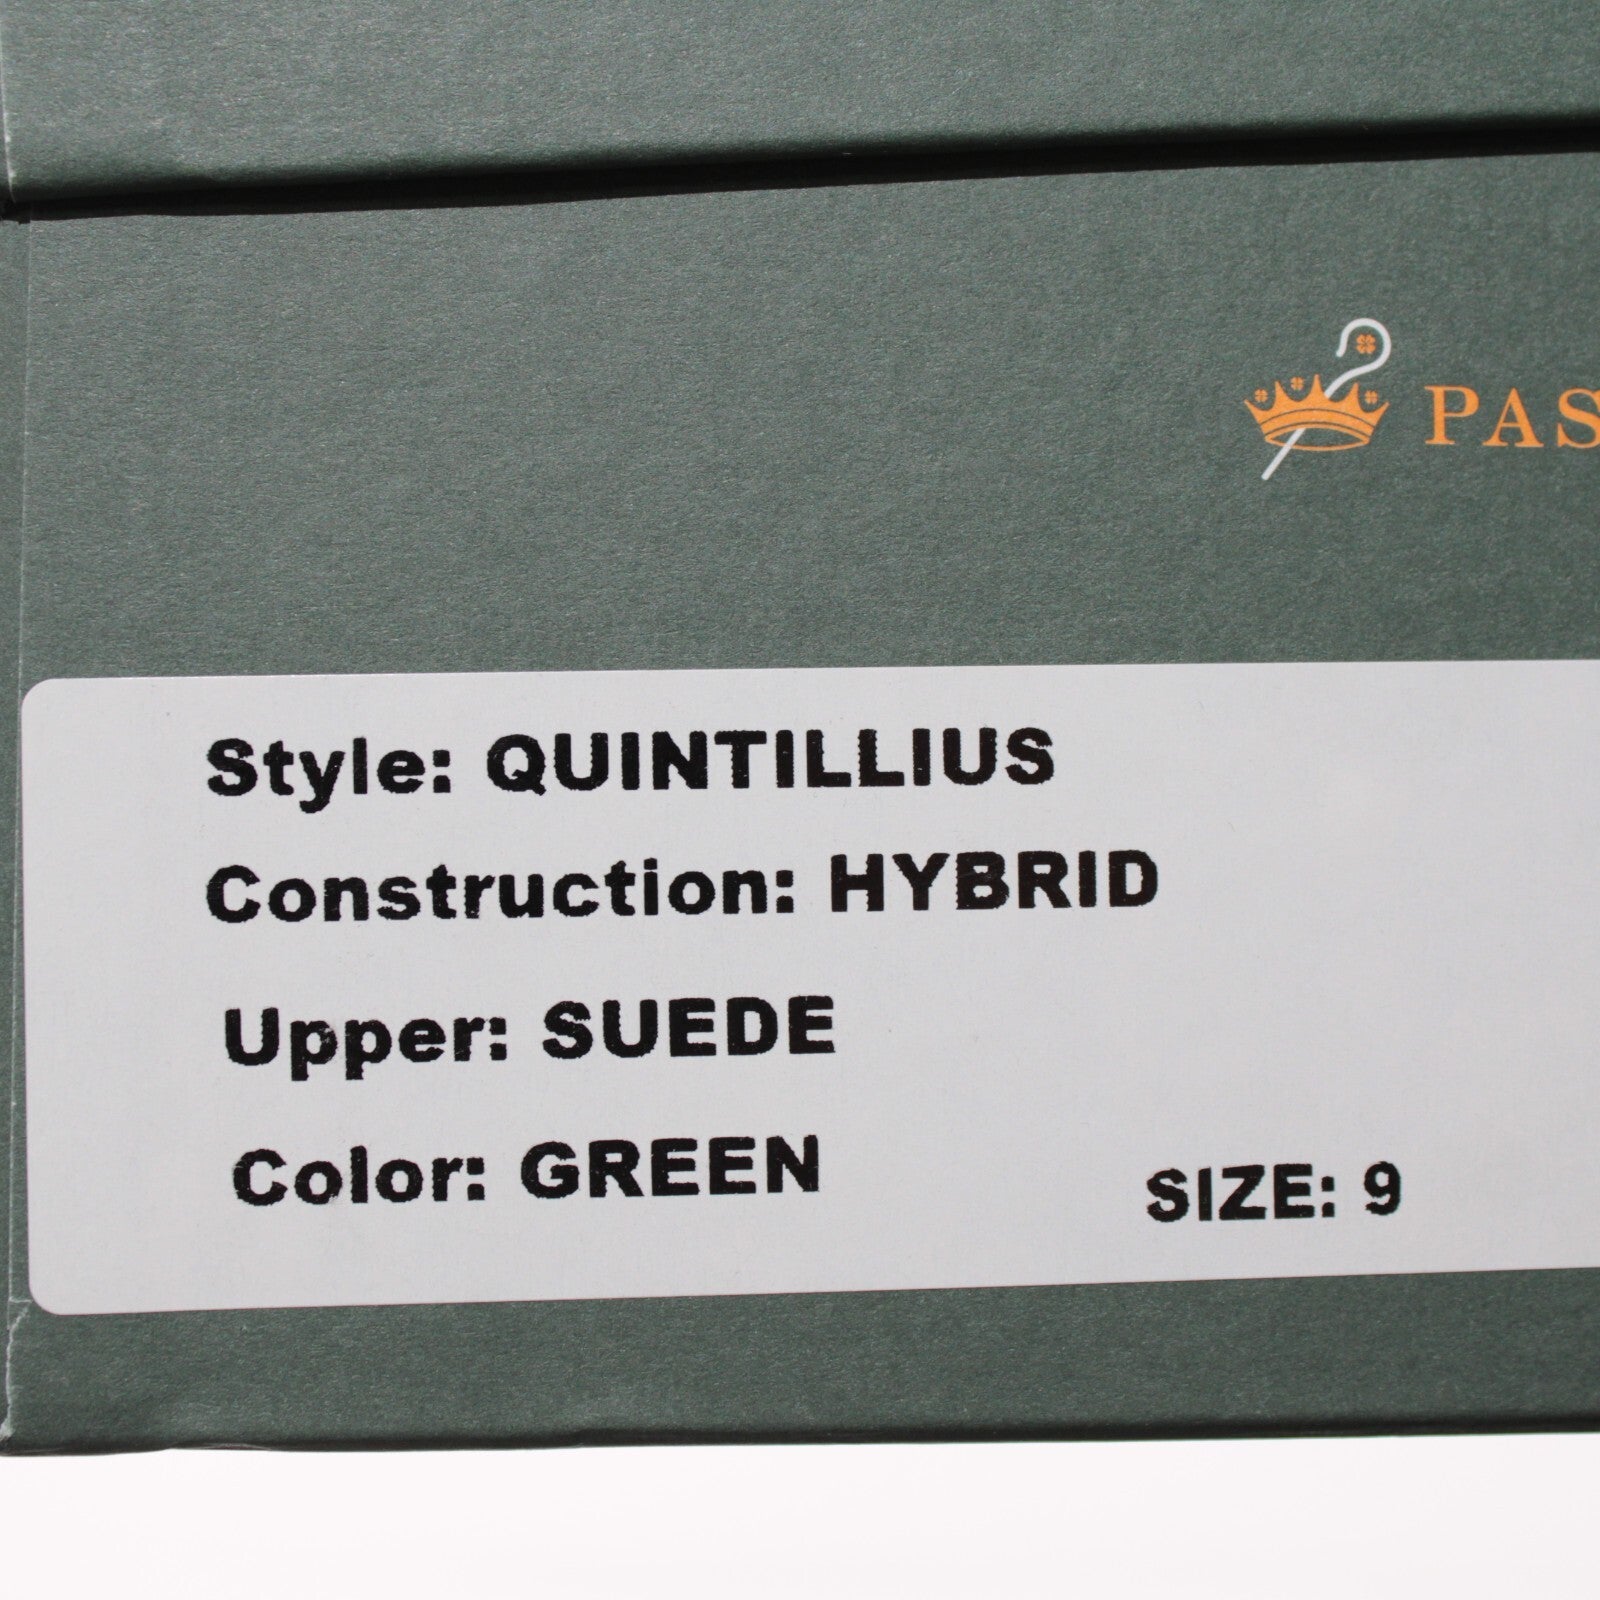 PAS
Style: QUINTILLIUS
Construction: HYBRID
Upper: SUEDE
Color: GREEN
SIZE: 9